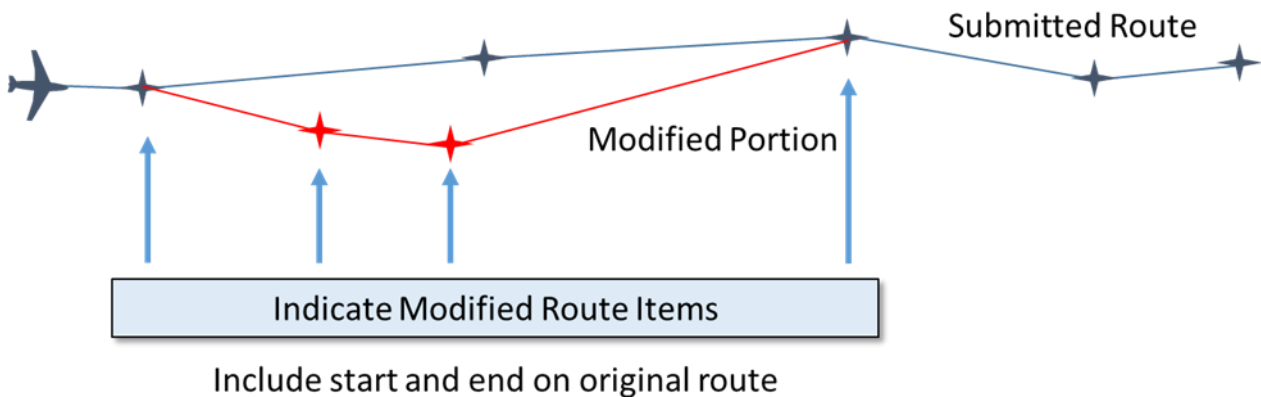 Submitted Route
Modified Portion
Indicate Modified Route Items
Include start and end on original route